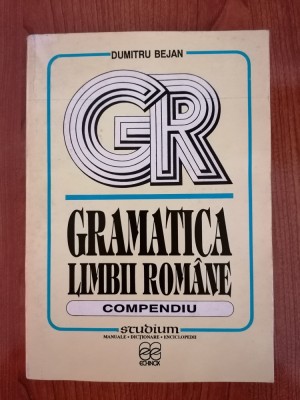 DUMITRU BEJAN
GR
GRAMATICA
LIMBII ROMÂNE
COMPENDIU
studium
MANUALE • DICȚIONARE • ENCICLOPEDII
ECHINOX